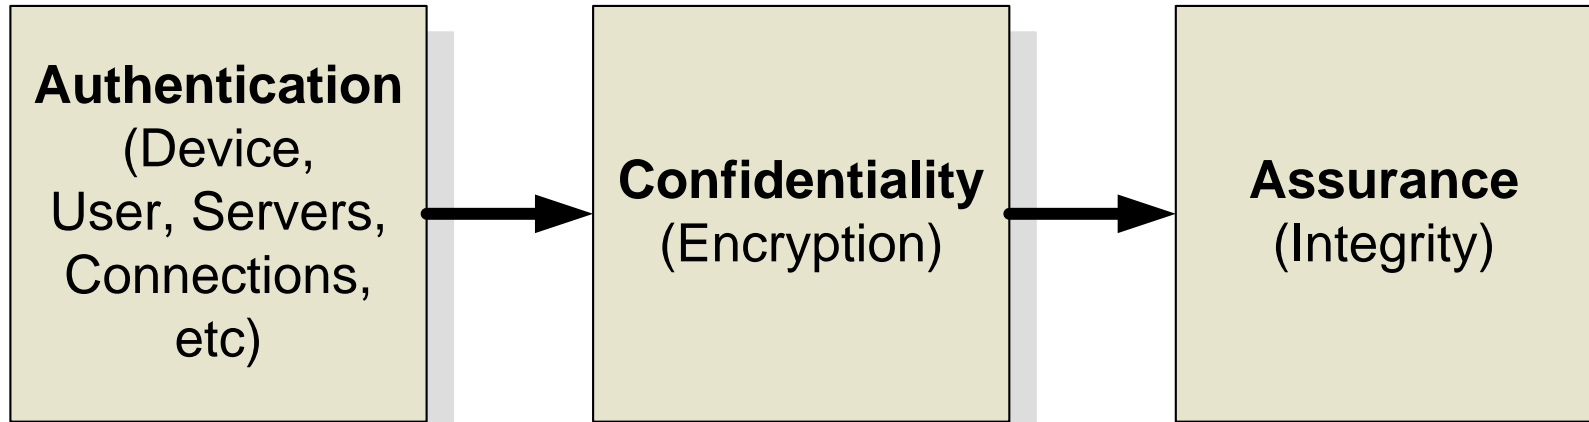 Authentication
(Device,
User, Servers,
Connections,
etc)
Confidentiality
(Encryption)
Assurance
(Integrity)